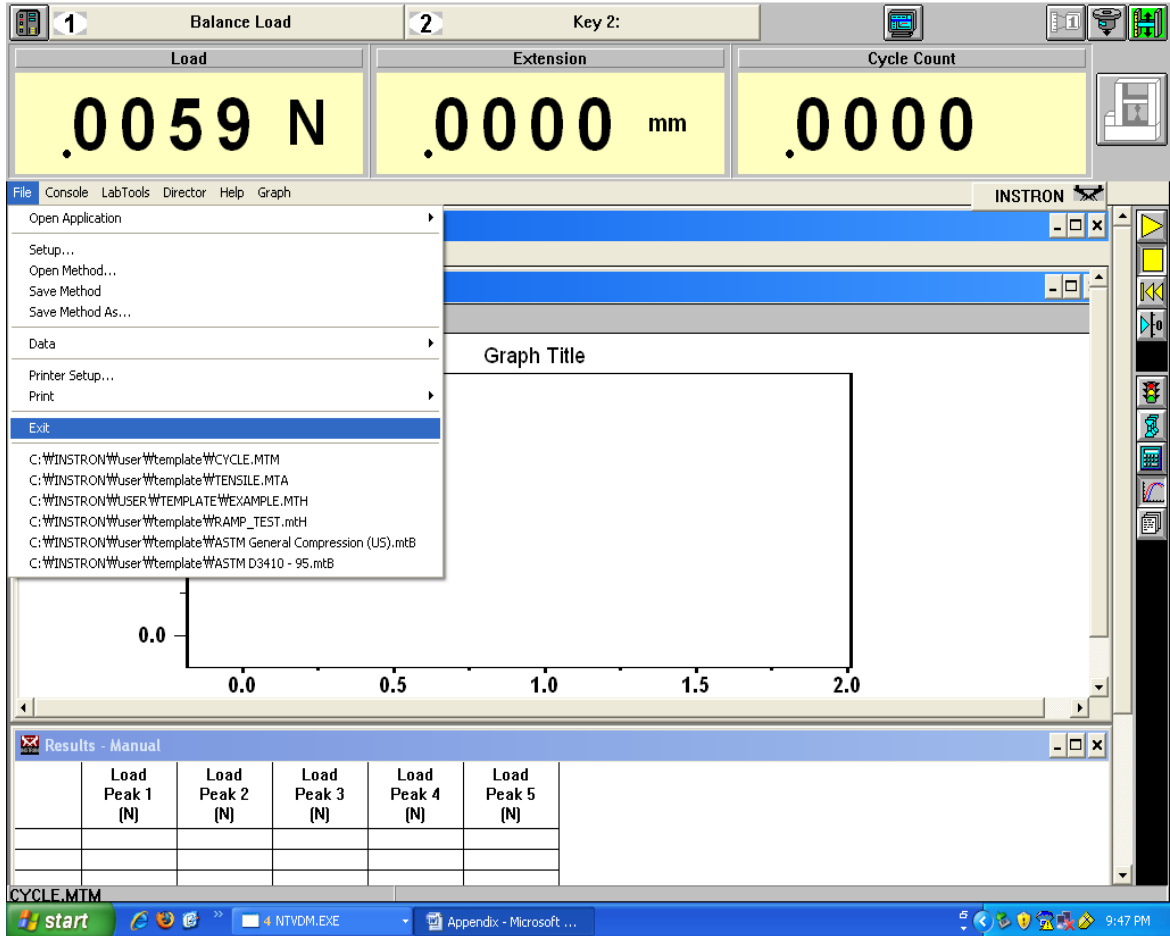 1 Balance Load 2 Key 2:
Load Extension Cycle Count
.0059 N .0000 mm .0000
File Console LabTools Director Help Graph INSTRON
Open Application
Setup...
Open Method...
Save Method
Save Method As...
Data
Graph Title
Printer Setup...
Print
Exit
C:₩INSTRON₩user₩template₩CYCLE.MTM
C:₩INSTRON₩user₩template₩TENSILE.MTA
C:₩INSTRON₩USER₩TEMPLATE₩EXAMPLE.MTH
C:₩INSTRON₩user₩template₩RAMP_TEST.mtH
C:₩INSTRON₩user₩template₩ASTM General Compression (US).mtB
C:₩INSTRON₩user₩template₩ASTM D3410 - 95.mtB
0.0
0.0 0.5 1.0 1.5 2.0
Results - Manual
Load Load Load Load Load
Peak 1 Peak 2 Peak 3 Peak 4 Peak 5
(N) (N) (N) (N) (N)
CYCLE.MTM
start 4 NTVDM.EXE Appendix - Microsoft ... 9:47 PM